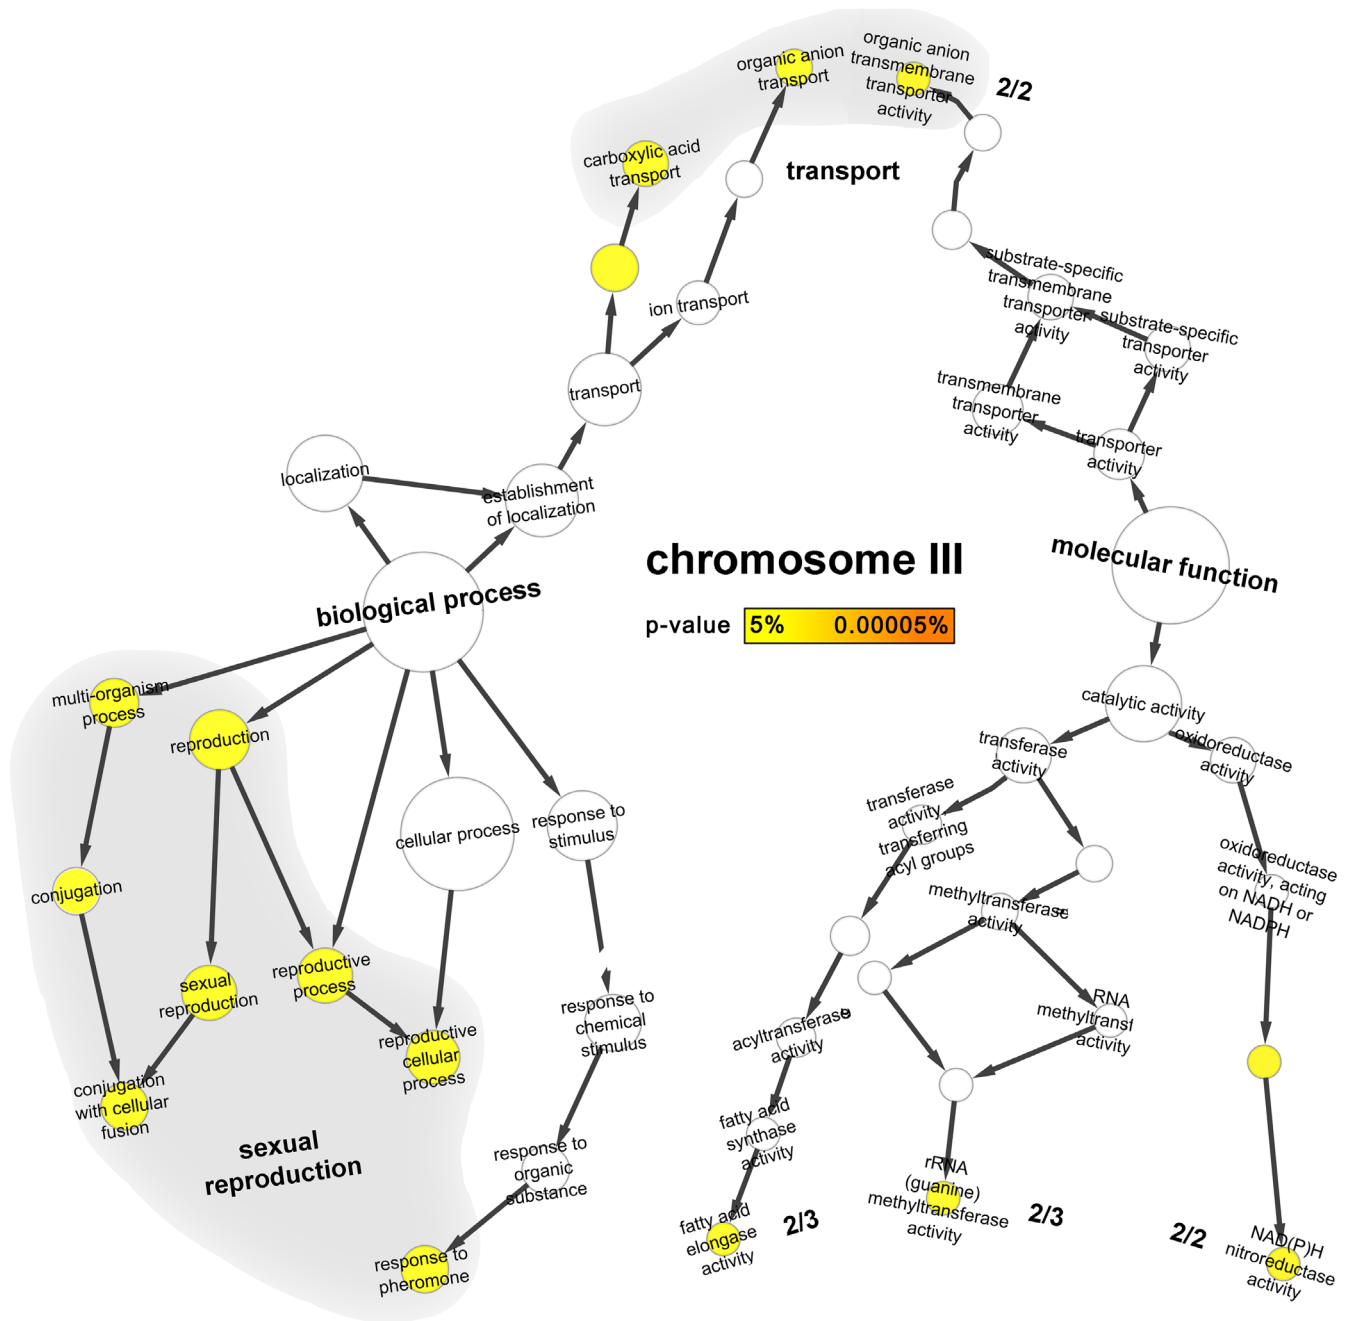 organic anion
transport
organic anion
transmembrane
transporter
activity
2/2
carboxylic acid
transport
transport
ion transport
substrate-specific
transmembrane
transporter
activity
substrate-specific
transporter
activity
transport
transmembrane
transporter
activity
transporter
activity
localization
establishment
of localization
chromosome III
p-value
5%
0.00005%
biological process
molecular function
multi-organism
process
reproduction
cellular process
response to
stimulus
catalytic activity
transferase
activity
oxidoreductase
activity
transferase
activity
transferring
acyl groups
oxidoreductase
activity, acting
on NADH or
NADPH
conjugation
methyltransferase
activity
sexual
reproduction
reproductive
process
reproductive
cellular
process
response to
chemical
stimulus
acyltransferase
activity
RNA
methyltransf
activity
conjugation
with cellular
fusion
sexual
reproduction
response to
organic
substance
fatty acid
synthase
activity
rRNA
(guanine)
methyltransferase
activity
2/3
fatty acid
elongase
activity
2/3
2/2
NAD(P)H
nitroreductase
activity
response to
pheromone